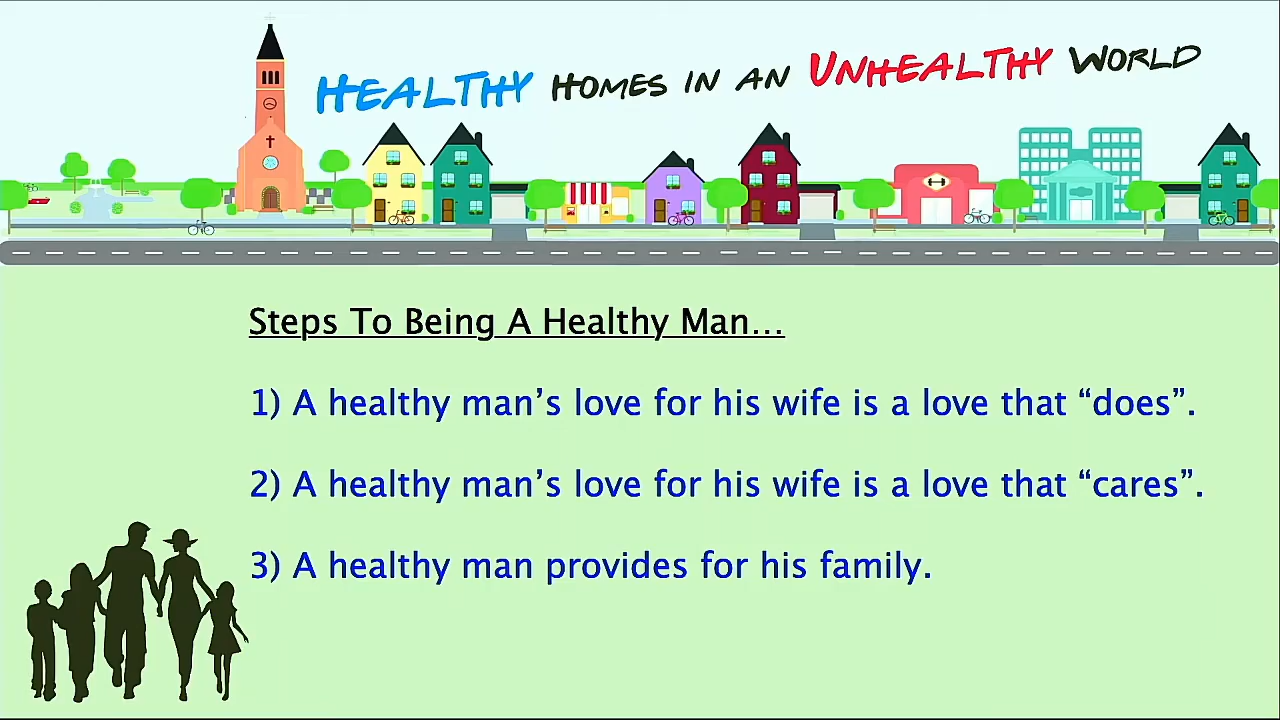 HEALTHY HOMES IN AN UNHEALTHY WORLD
Steps To Being A Healthy Man...
1) A healthy man’s love for his wife is a love that “does”.
2) A healthy man’s love for his wife is a love that “cares”.
3) A healthy man provides for his family.